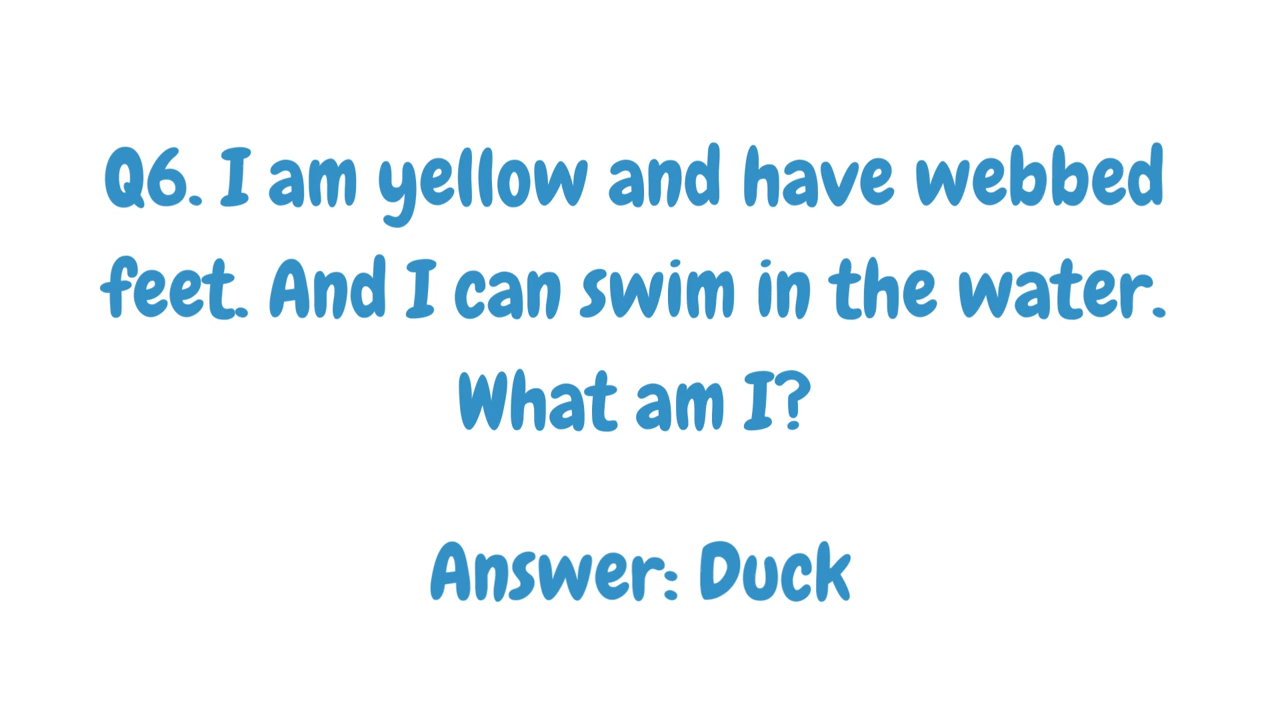 Q6. I am yellow and have webbed
feet. And I can swim in the water.
What am I?
Answer: Duck